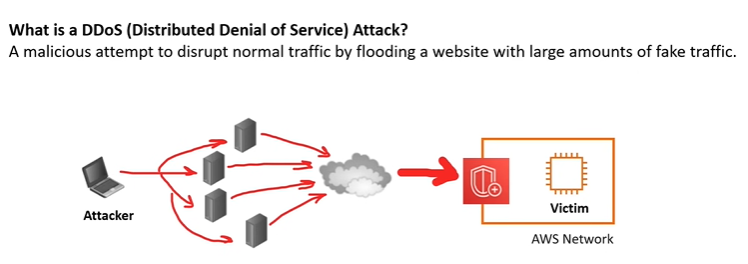 What is a DDoS (Distributed Denial of Service) Attack?
A malicious attempt to disrupt normal traffic by flooding a website with large amounts of fake traffic.
Attacker
Victim
AWS Network